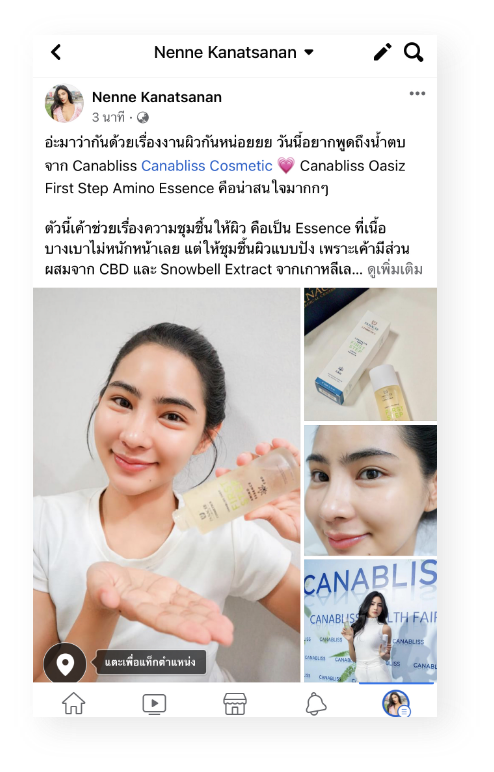 Nenne Kanatsanan
Nenne Kanatsanan
3 นาที ·
อ่ะมาว่ากันด้วยเรื่องงานผิวกันหน่อยยย วันนี้อยากพูดถึงน้ำตบ
จาก Canabliss Canabliss Cosmetic 💗 Canabliss Oasiz
First Step Amino Essence คือน่าสนใจมากกๆ
ตัวนี้เค้าช่วยเรื่องความชุ่มชื้นให้ผิว คือเป็น Essence ที่เนื้อ
บางเบาไม่หนักหน้าเลย แต่ให้ชุ่มชื้นผิวแบบปัง เพราะเค้ามีส่วน
ผสมจาก CBD และ Snowbell Extract จากเกาหลีเล... ดูเพิ่มเติม
CANABLIS
CANABLISS
LTH FAIR
CANABLISS
CANABL
แตะเพื่อแท็กตำแหน่ง